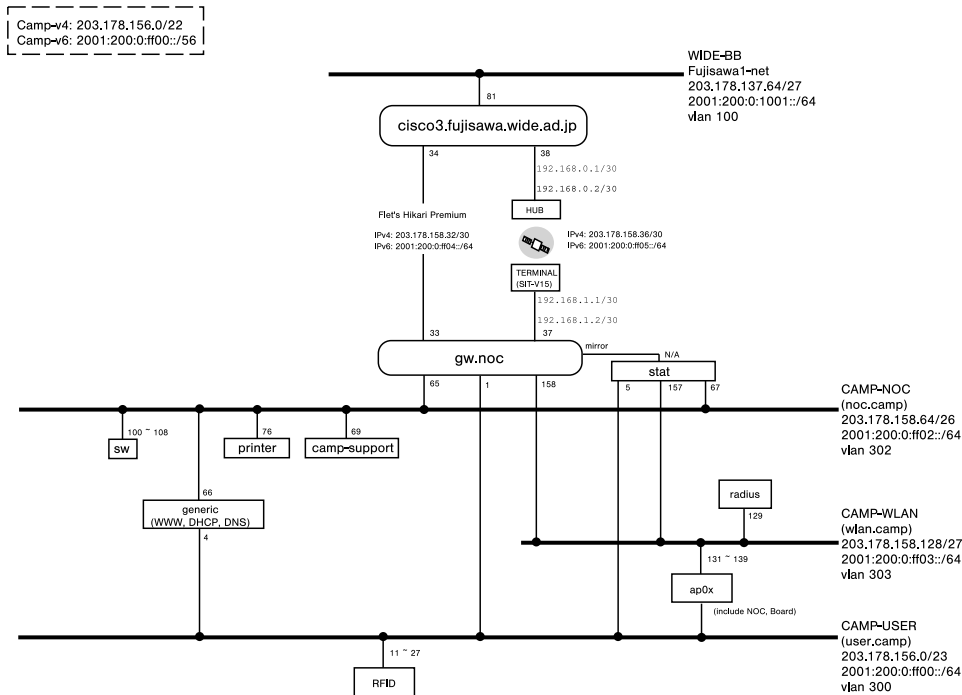 Camp-v4: 203.178.156.0/22
Camp-v6: 2001:200:0:ff00::/56
WIDE-BB
Fujisawa1-net
203.178.137.64/27
2001:200:0:1001::/64
vlan 100
81
cisco3.fujisawa.wide.ad.jp
34
38
192.168.0.1/30
192.168.0.2/30
HUB
Flet's Hikari Premium
IPv4: 203.178.158.32/30
IPv6: 2001:200:0:ff04::/64
IPv4: 203.178.158.36/30
IPv6: 2001:200:0:ff05::/64
TERMINAL
(SIT-V15)
192.168.1.1/30
192.168.1.2/30
33
37
gw.noc
mirror
N/A
stat
65
1
158
5
157
67
CAMP-NOC
(noc.camp)
203.178.158.64/26
2001:200:0:ff02::/64
vlan 302
100 ~ 108
sw
76
printer
69
camp-support
66
generic
(WWW, DHCP, DNS)
4
radius
129
CAMP-WLAN
(wlan.camp)
203.178.158.128/27
2001:200:0:ff03::/64
vlan 303
131 ~ 139
ap0x
(include NOC, Board)
CAMP-USER
(user.camp)
203.178.156.0/23
2001:200:0:ff00::/64
vlan 300
11 ~ 27
RFID